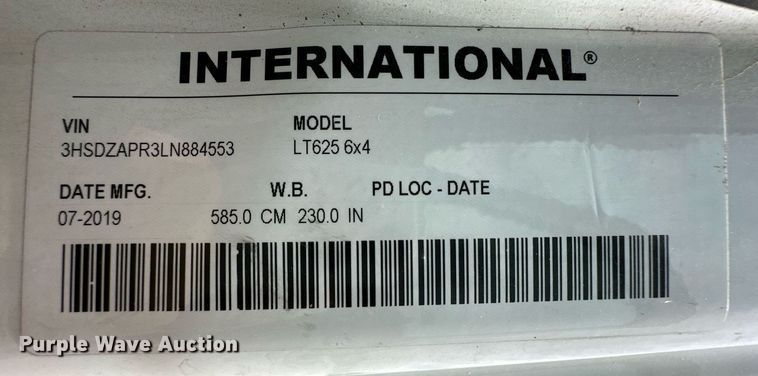 INTERNATIONAL®
VIN MODEL
3HSDZAPR3LN884553 LT625 6x4
DATE MFG. W.B. PD LOC - DATE
07-2019 585.0 CM 230.0 IN
Purple Wave Auction